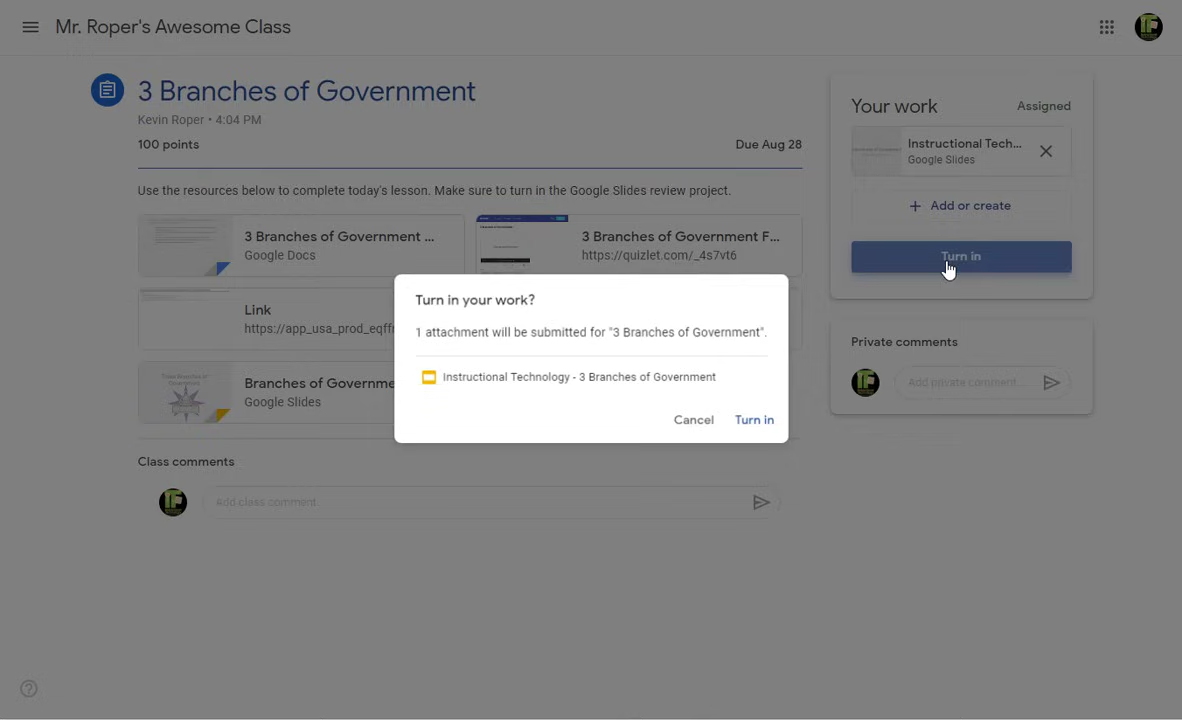 Mr. Roper's Awesome Class
3 Branches of Government
Kevin Roper • 4:04 PM
100 points
Due Aug 28
Use the resources below to complete today's lesson. Make sure to turn in the Google Slides review project.
3 Branches of Government ...
Google Docs
3 Branches of Government F...
https://quizlet.com/_4s7vt6
Link
https://app_usa_prod_eqffr
Branches of Governme
Google Slides
Class comments
Add class comment
Your work
Assigned
Instructional Tech...
Google Slides
+ Add or create
Turn in
Private comments
Add private comment...
Turn in your work?
1 attachment will be submitted for "3 Branches of Government".
Instructional Technology - 3 Branches of Government
Cancel
Turn in